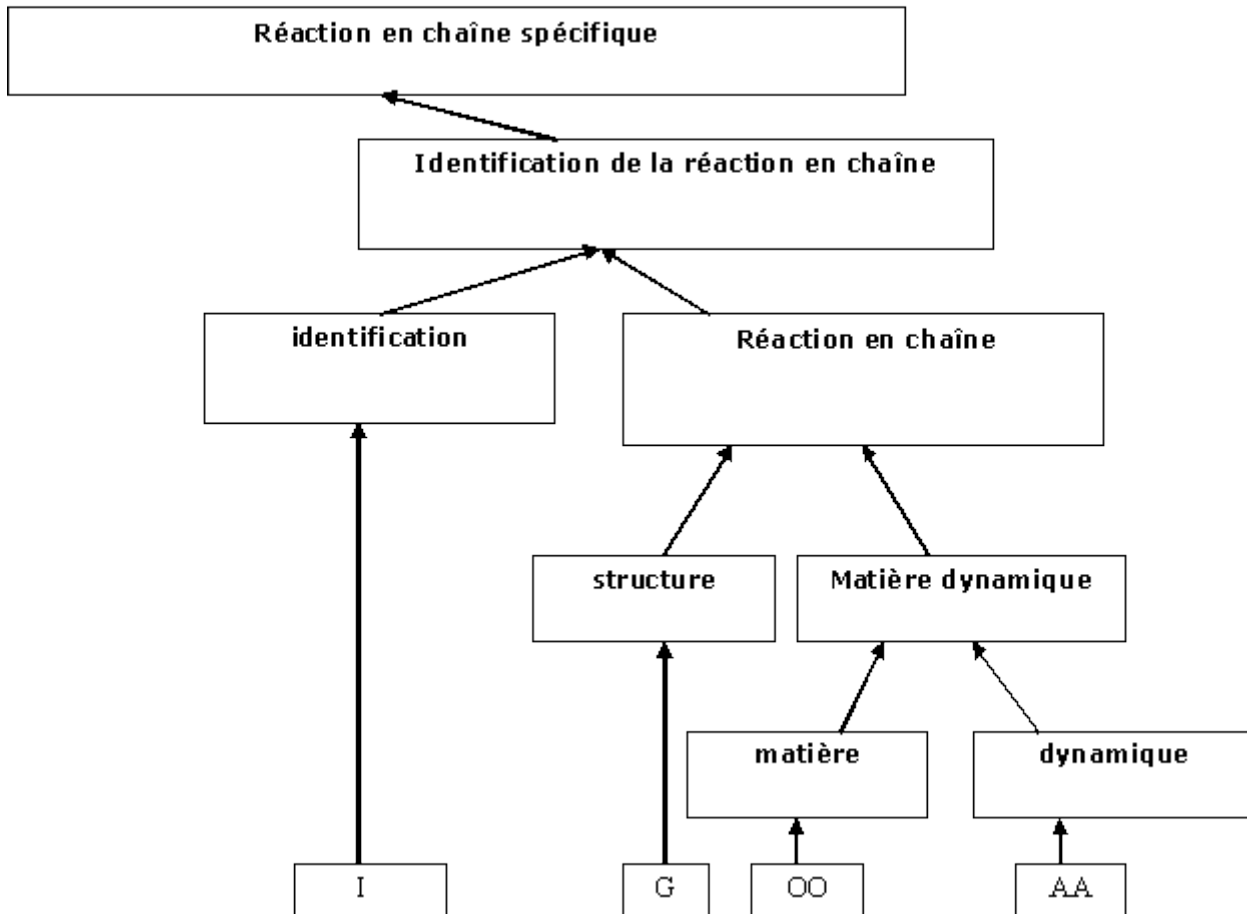 Réaction en chaîne spécifique
Identification de la réaction en chaîne
identification
Réaction en chaîne
structure
Matière dynamique
matière
dynamique
I
G
OO
AA